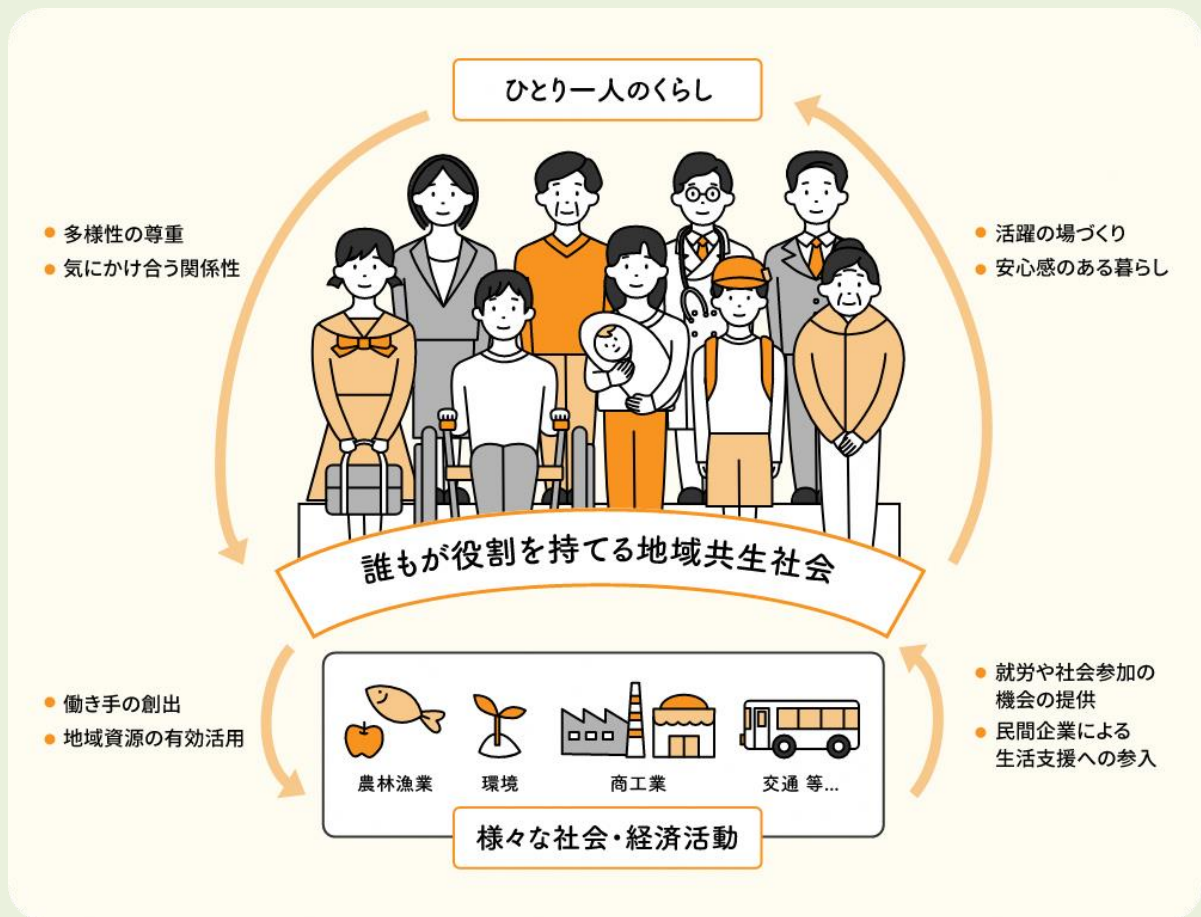 ひとり一人のくらし
多様性の尊重
気にかけ合う関係性
活躍の場づくり
安心感のある暮らし
誰もが役割を持てる地域共生社会
働き手の創出
地域資源の有効活用
就労や社会参加の
機会の提供
民間企業による
生活支援への参入
農林漁業
環境
商工業
交通 等...
様々な社会・経済活動